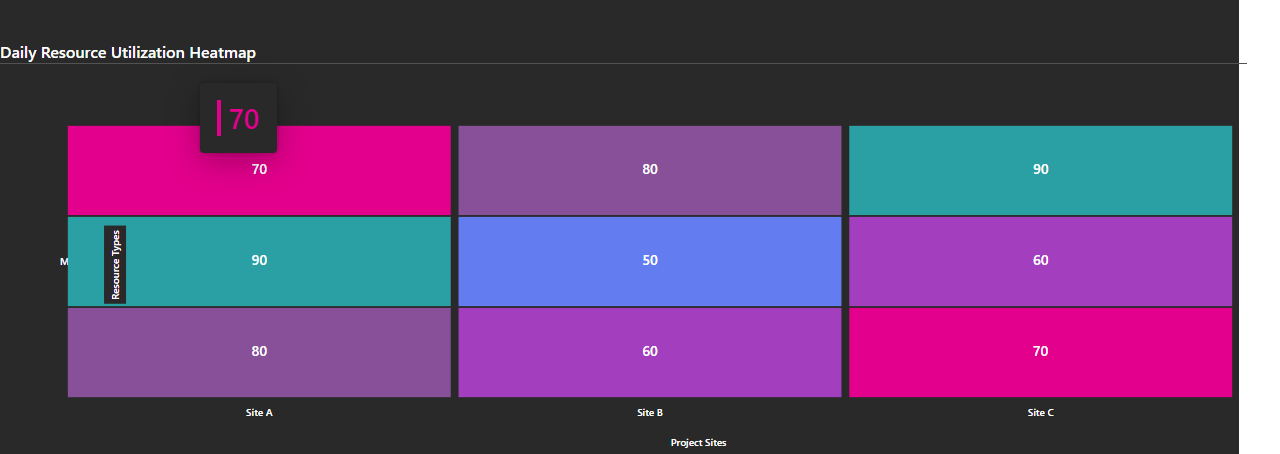 Daily Resource Utilization Heatmap
70
70 80 90
Resource Types
M
90 50 60
80 60 70
Site A Site B Site C
Project Sites